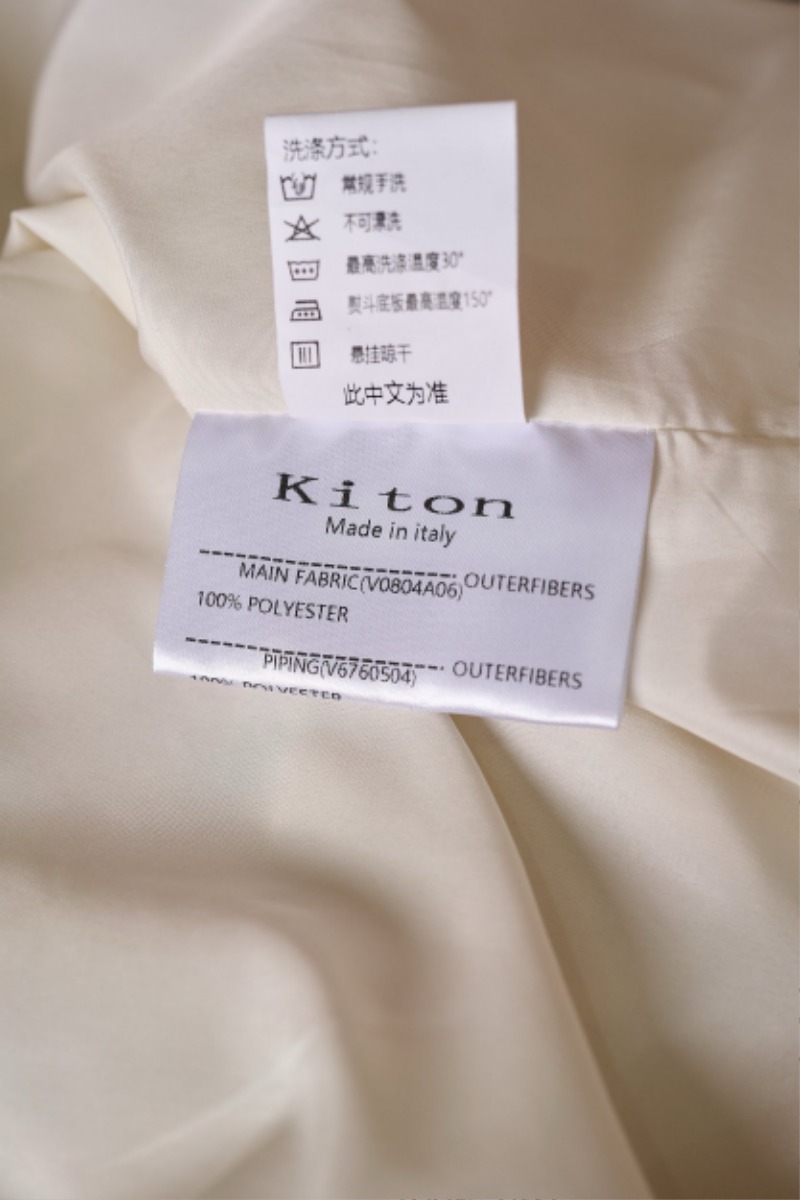 洗涤方式：
常规手洗
不可漂洗
最高洗涤温度30°
熨斗底板最高温度150°
悬挂晾干
此中文为准
Kiton
Made in italy
OUTERFIBERS
MAIN FABRIC(V0804A06)
100% POLYESTER
OUTERFIBERS
PIPING(V6760504)
100% POLYESTER